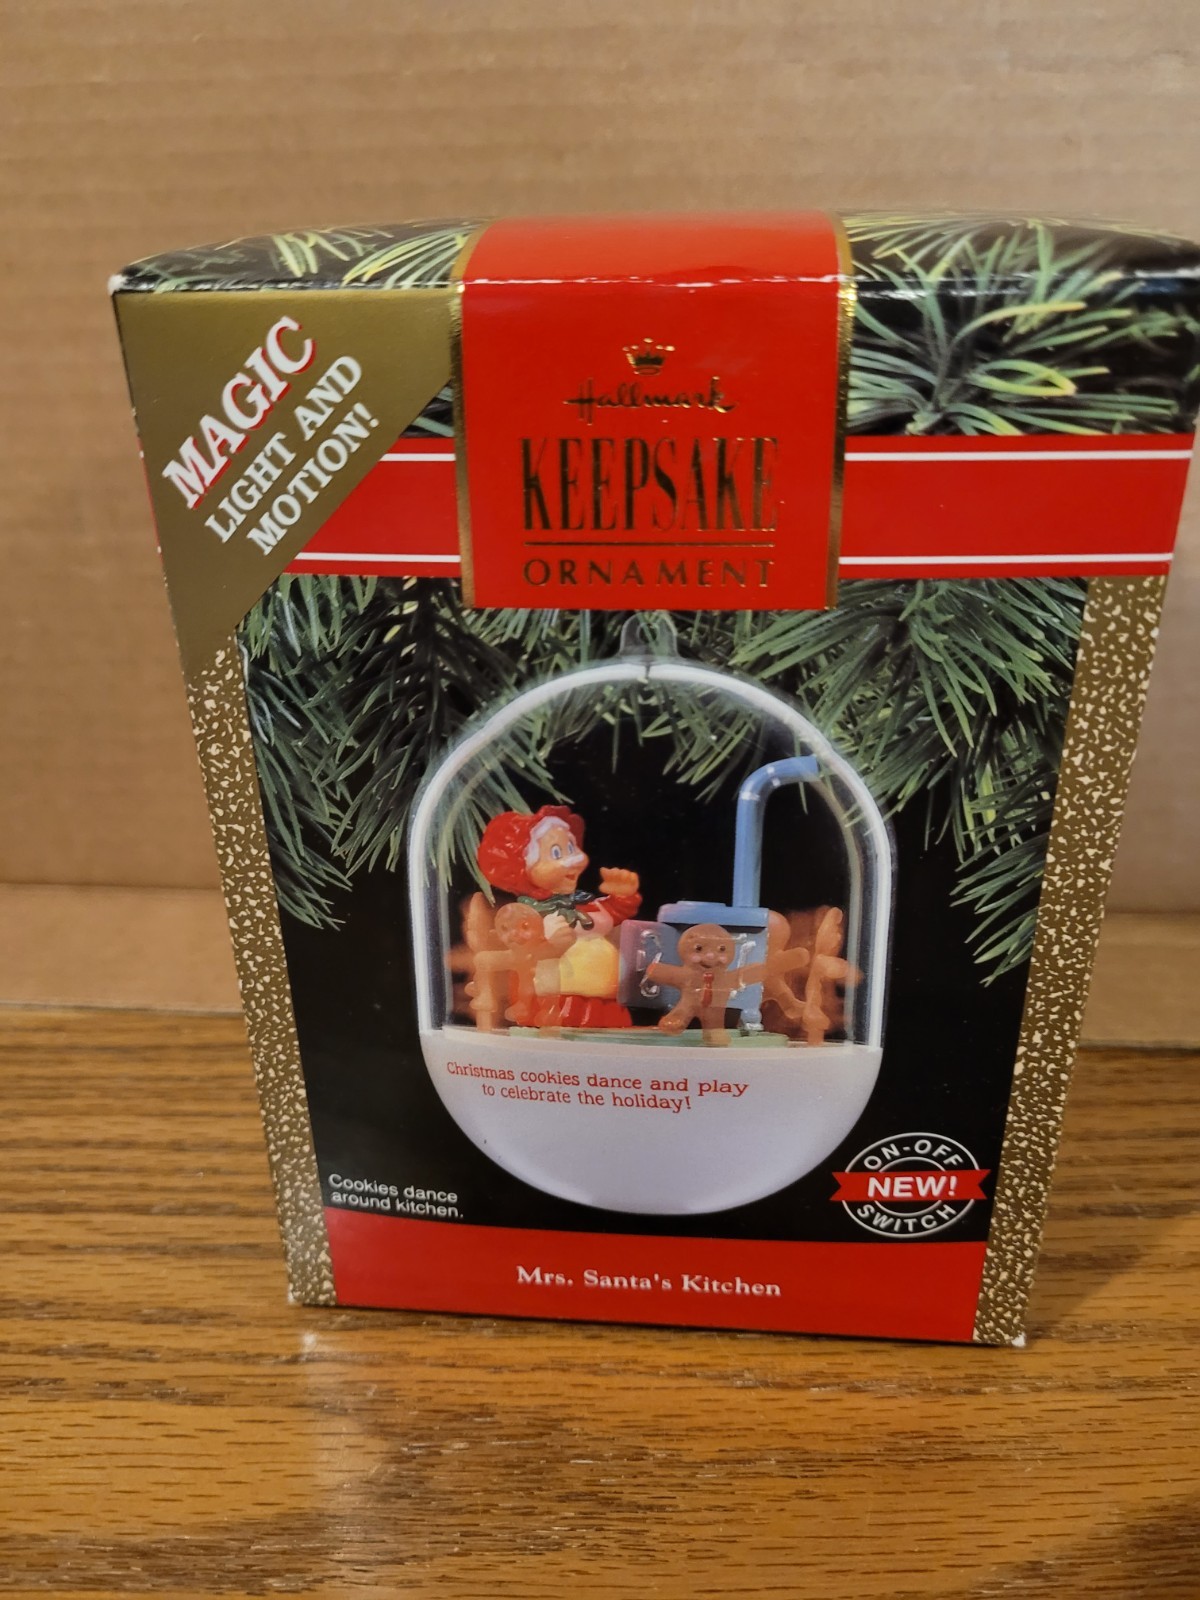 MAGIC
LIGHT AND
MOTION!
Hallmark
KEEPSAKE
ORNAMENT
Christmas cookies dance and play
to celebrate the holiday!
Cookies dance
around kitchen.
ON-OFF
NEW!
SWITCH
Mrs. Santa's Kitchen